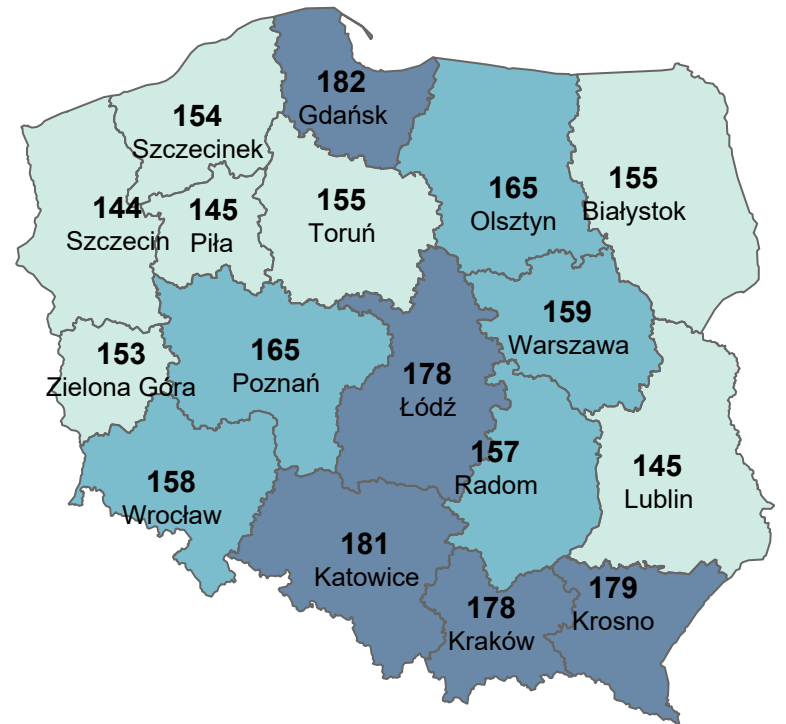 182
Gdańsk
154
Szczecinek
165
Olsztyn
155
Białystok
144
Szczecin
145
Piła
155
Toruń
159
Warszawa
153
Zielona Góra
165
Poznań
178
Łódź
157
Radom
145
Lublin
158
Wrocław
181
Katowice
178
Kraków
179
Krosno